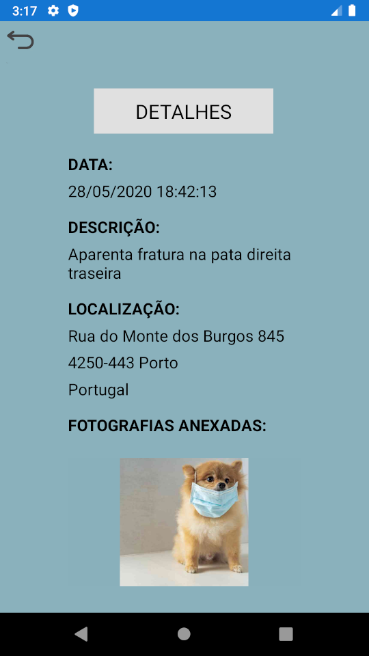 3:17
DETALHES
DATA:
28/05/2020 18:42:13
DESCRIÇÃO:
Aparenta fratura na pata direita
traseira
LOCALIZAÇÃO:
Rua do Monte dos Burgos 845
4250-443 Porto
Portugal
FOTOGRAFIAS ANEXADAS: